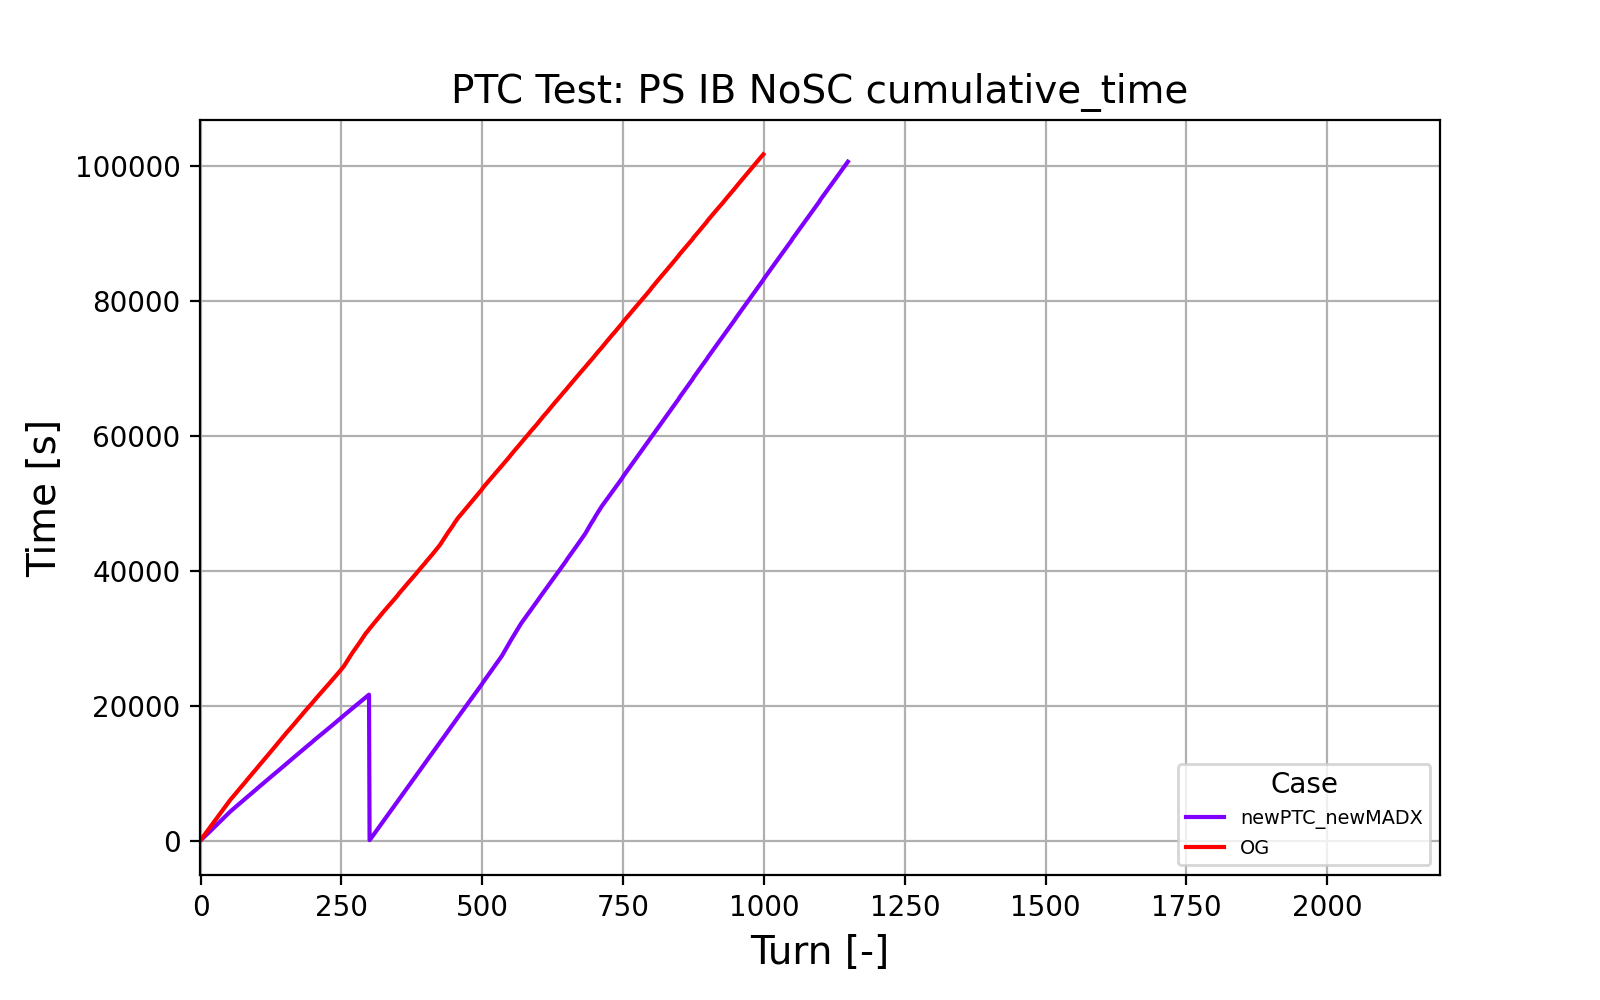 PTC Test: PS IB NoSC cumulative_time
100000
80000
60000
40000
20000
0
Time [s]
0 250 500 750 1000 1250 1500 1750 2000
Turn [-]
Case
newPTC_newMADX
OG